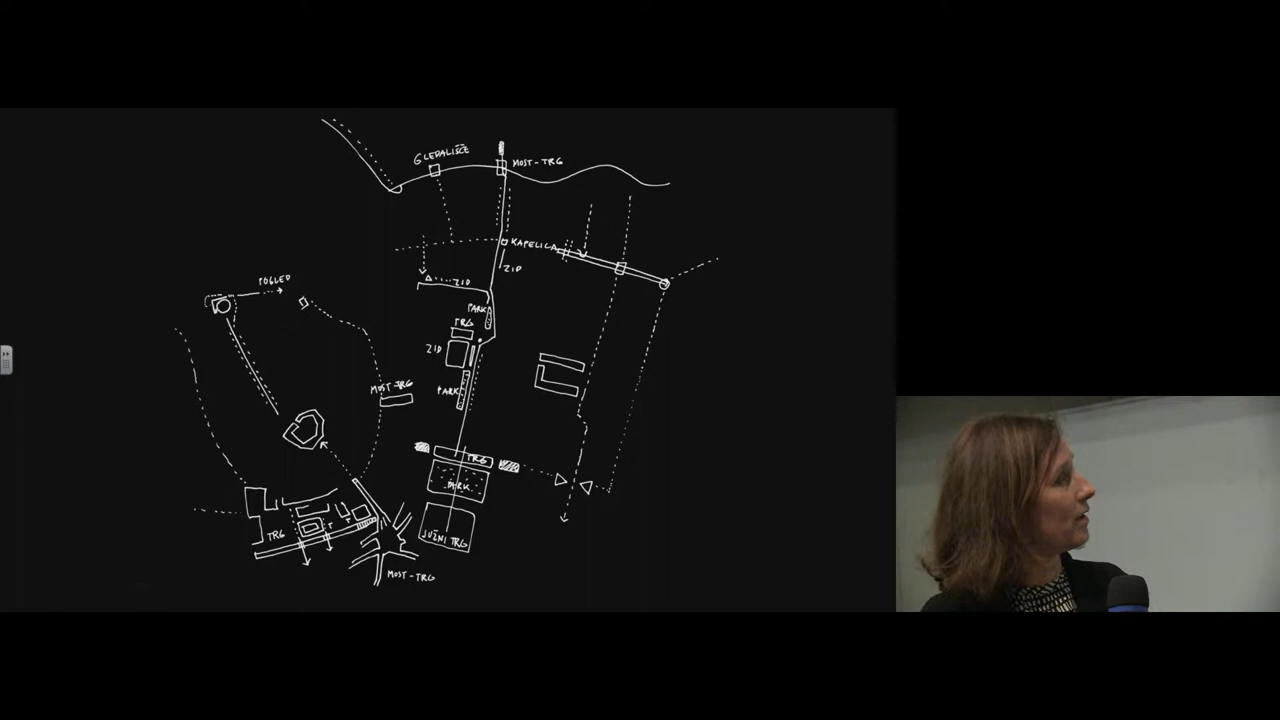 GLEDALIŠČE
MOST-TRG
KAPELICA
ZID
ZID
POGLED
PARK
TRG
ZID
MOST-TRG
PARK
TRG
PARK
TRG
T
T
JUŽNI TRG
MOST-TRG